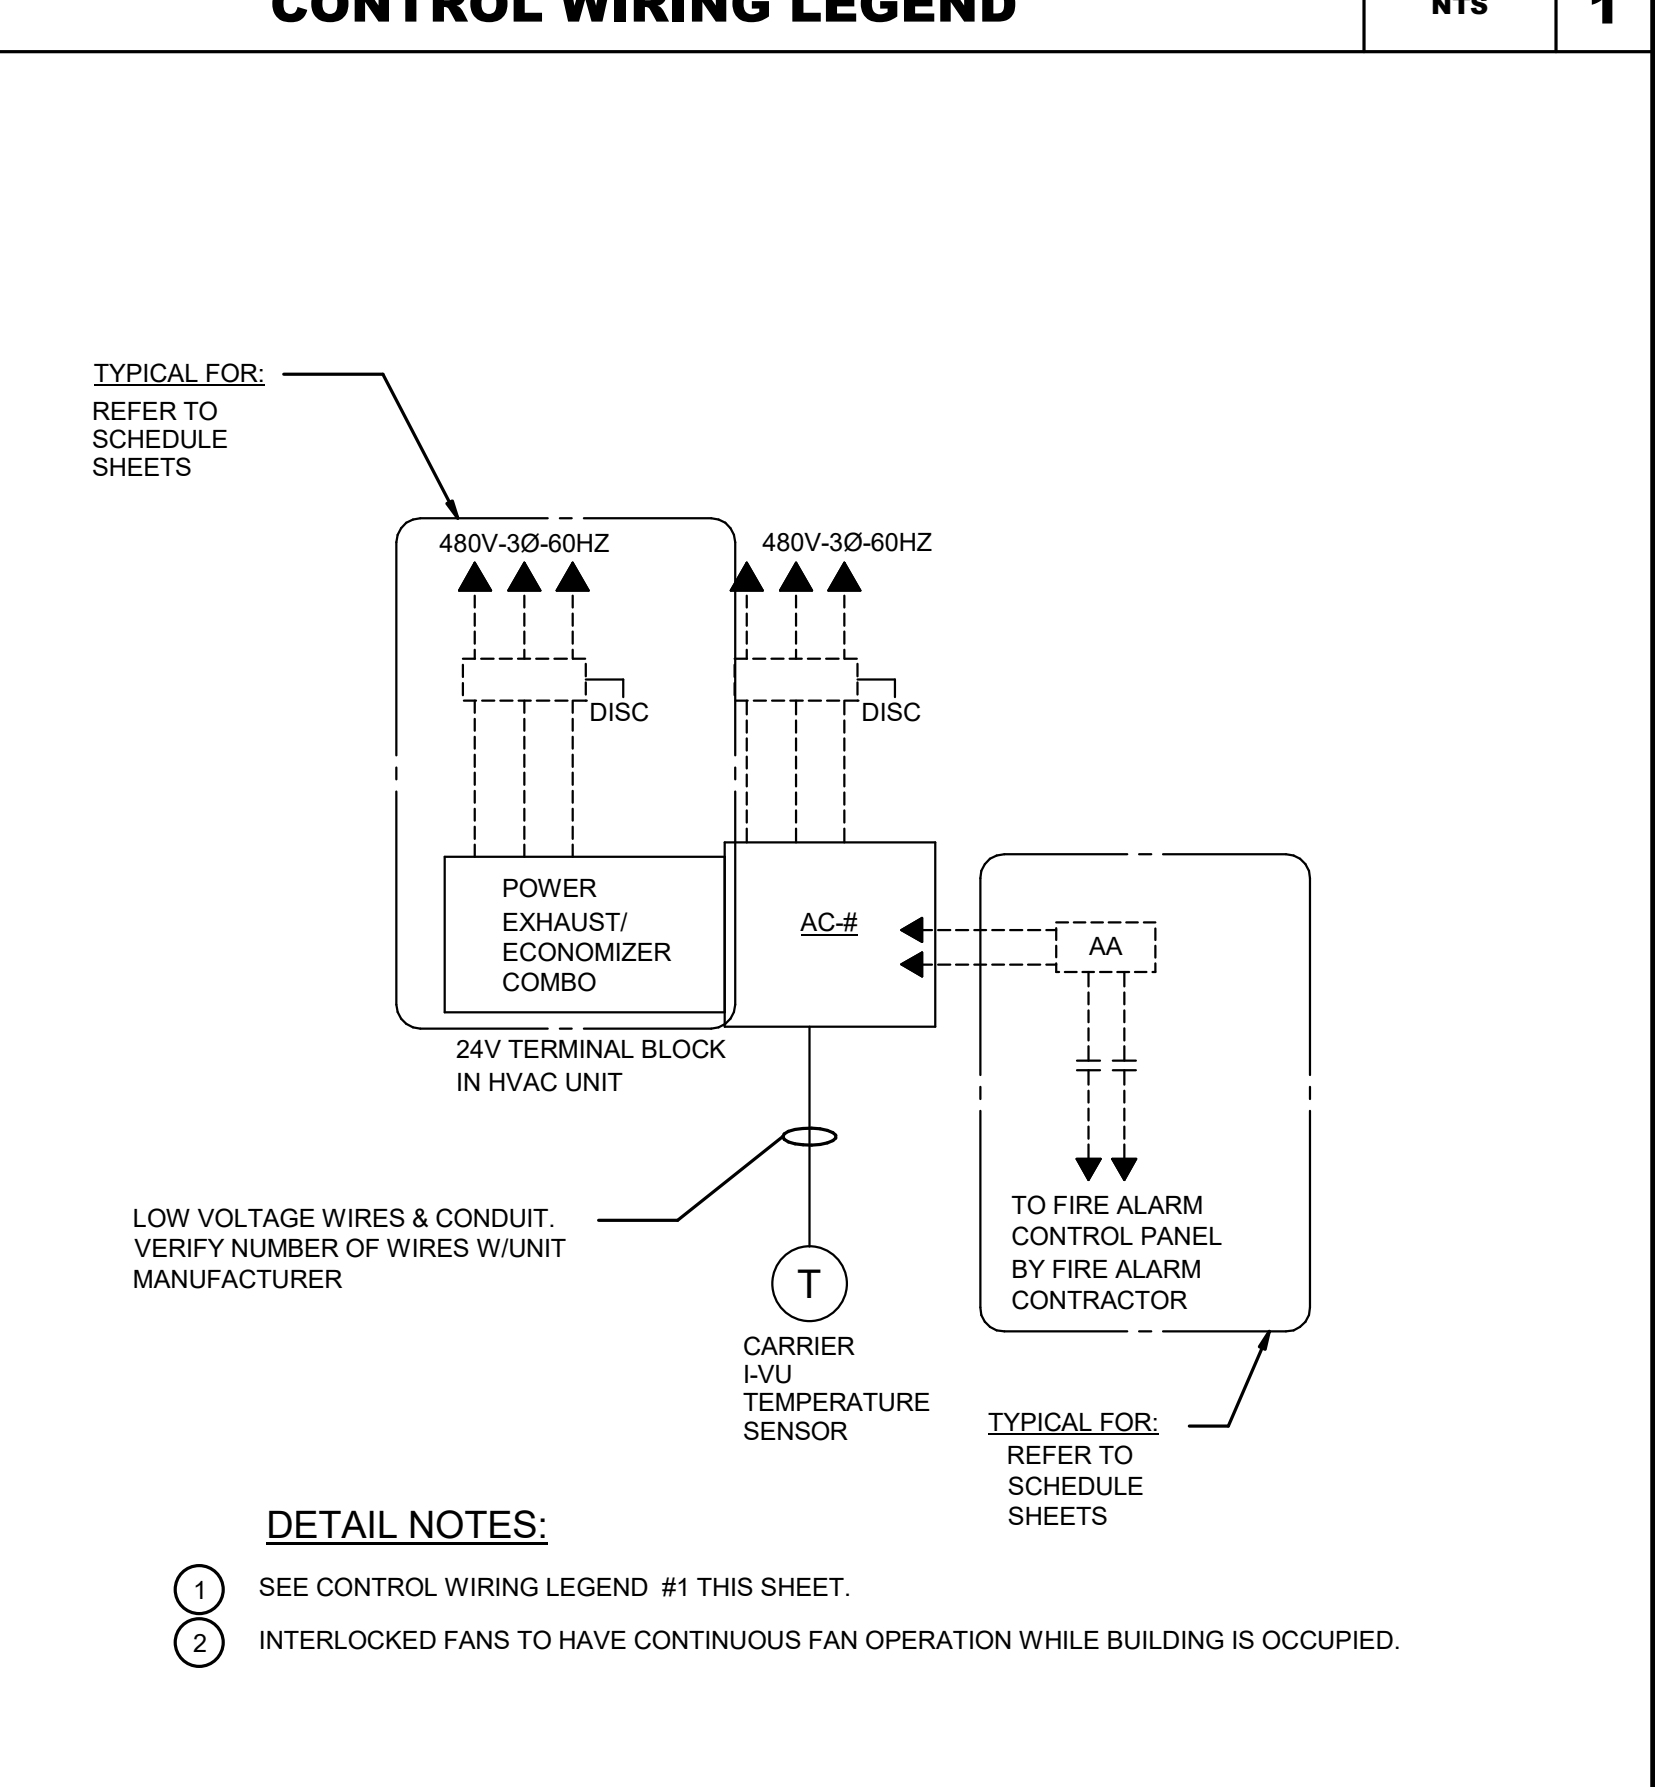 CONTROL WIRING LEGEND
NTS
1
TYPICAL FOR:
REFER TO
SCHEDULE
SHEETS
480V-3Ø-60HZ
480V-3Ø-60HZ
DISC
DISC
POWER
EXHAUST/
ECONOMIZER
COMBO
AC-#
AA
24V TERMINAL BLOCK
IN HVAC UNIT
LOW VOLTAGE WIRES & CONDUIT.
VERIFY NUMBER OF WIRES W/UNIT
MANUFACTURER
TO FIRE ALARM
CONTROL PANEL
BY FIRE ALARM
CONTRACTOR
T
CARRIER
I-VU
TEMPERATURE
SENSOR
TYPICAL FOR:
REFER TO
SCHEDULE
SHEETS
DETAIL NOTES:
1 SEE CONTROL WIRING LEGEND #1 THIS SHEET.
2 INTERLOCKED FANS TO HAVE CONTINUOUS FAN OPERATION WHILE BUILDING IS OCCUPIED.